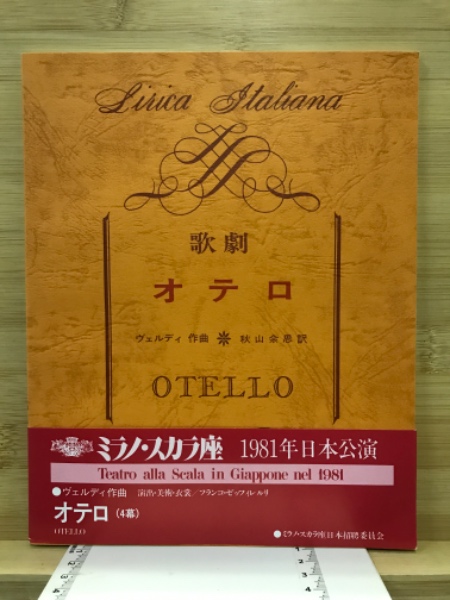 Lirica Italiana
歌劇
オテロ
ヴェルディ 作曲 ✷ 秋山余思訳
OTELLO
ミラノ・スカラ座 1981年日本公演
Teatro alla Scala in Giappone nel 1981
●ヴェルディ作曲 演出・美術・衣裳/フランコ・ゼッフィレルリ
オテロ(4幕)
OTELLO
●ミラノ・スカラ座日本招聘委員会